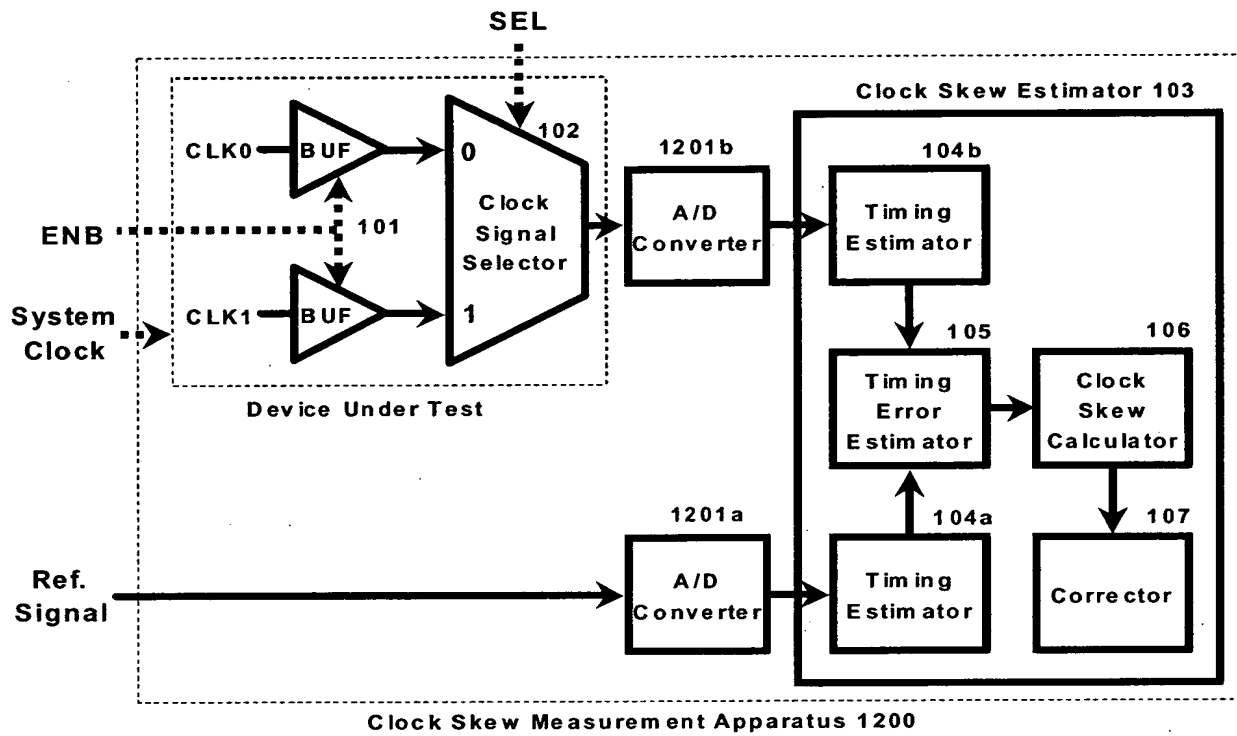 SEL
Clock Skew Estimator 103
CLK0
BUF
0
102
1201b
104b
Clock
Signal
Selector
A/D
Converter
Timing
Estimator
ENB
101
System
Clock
CLK1
BUF
1
105
106
Device Under Test
Timing
Error
Estimator
Clock
Skew
Calculator
1201a
104a
107
Ref.
Signal
A/D
Converter
Timing
Estimator
Corrector
Clock Skew Measurement Apparatus 1200